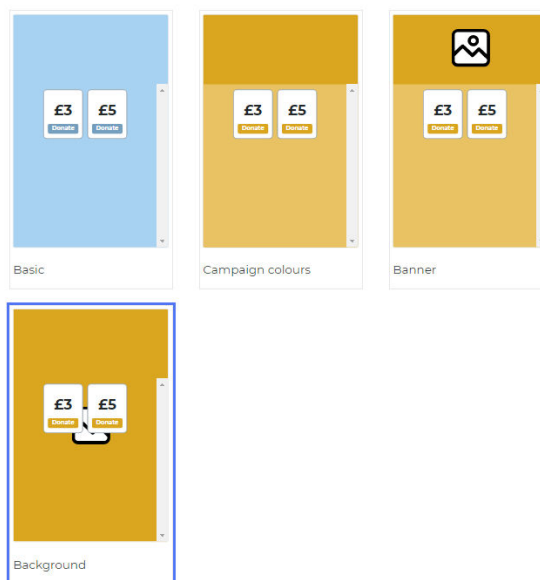 £3 £5
Donate Donate
Basic
£3 £5
Donate Donate
Campaign colours
£3 £5
Donate Donate
Banner
£3 £5
Donate Donate
Background